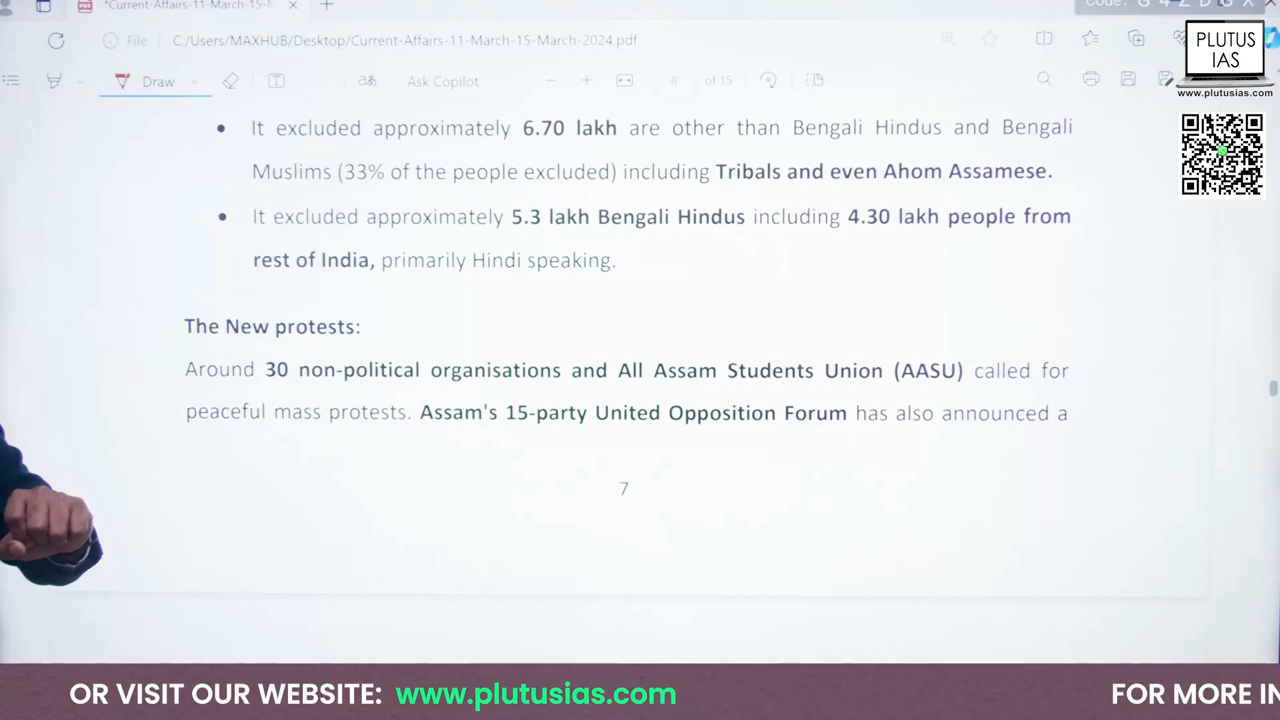 *Current-Affairs-11-March-15-M
Code: G 4 Z D G X
File C:/Users/MAXHUB/Desktop/Current-Affairs-11-March-15-March-2024 pdf
PLUTUS
IAS
www.plutusias.com
Draw
Ask Copilot
8 of 15
• It excluded approximately 6.70 lakh are other than Bengali Hindus and Bengali
Muslims (33% of the people excluded) including Tribals and even Ahom Assamese.
• It excluded approximately 5.3 lakh Bengali Hindus including 4.30 lakh people from
rest of India, primarily Hindi speaking.
The New protests:
Around 30 non-political organisations and All Assam Students Union (AASU) called for
peaceful mass protests. Assam's 15-party United Opposition Forum has also announced a
7
OR VISIT OUR WEBSITE: www.plutusias.com
FOR MORE IN